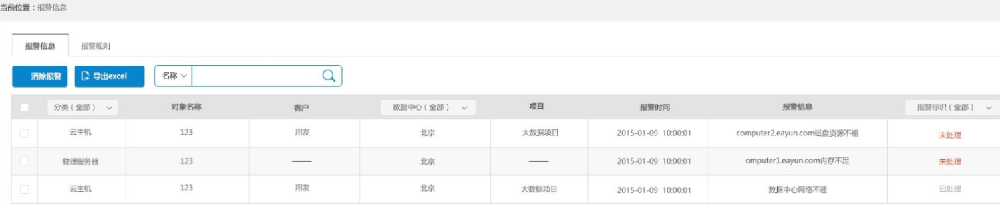 当前位置：报警信息
报警信息 报警规则
消除报警 导出excel 名称
分类（全部） 对象名称 客户 数据中心（全部） 项目 报警时间 报警信息 报警标识（全部）
云主机 123 用友 北京 大数据项目 2015-01-09 10:00:01 computer2.eayun.com磁盘资源不租 未处理
物理服务器 123 —— 北京 —— 2015-01-09 10:00:01 omputer1.eayun.com内存不足 未处理
云主机 123 用友 北京 大数据项目 2015-01-09 10:00:01 数据中心网络不通 已处理